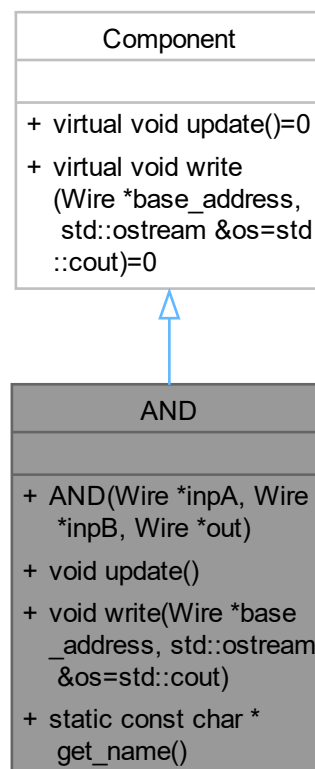 Component
+ virtual void update()=0
+ virtual void write
(Wire *base_address,
std::ostream &os=std
::cout)=0
AND
+ AND(Wire *inpA, Wire
*inpB, Wire *out)
+ void update()
+ void write(Wire *base
_address, std::ostream
&os=std::cout)
+ static const char *
get_name()